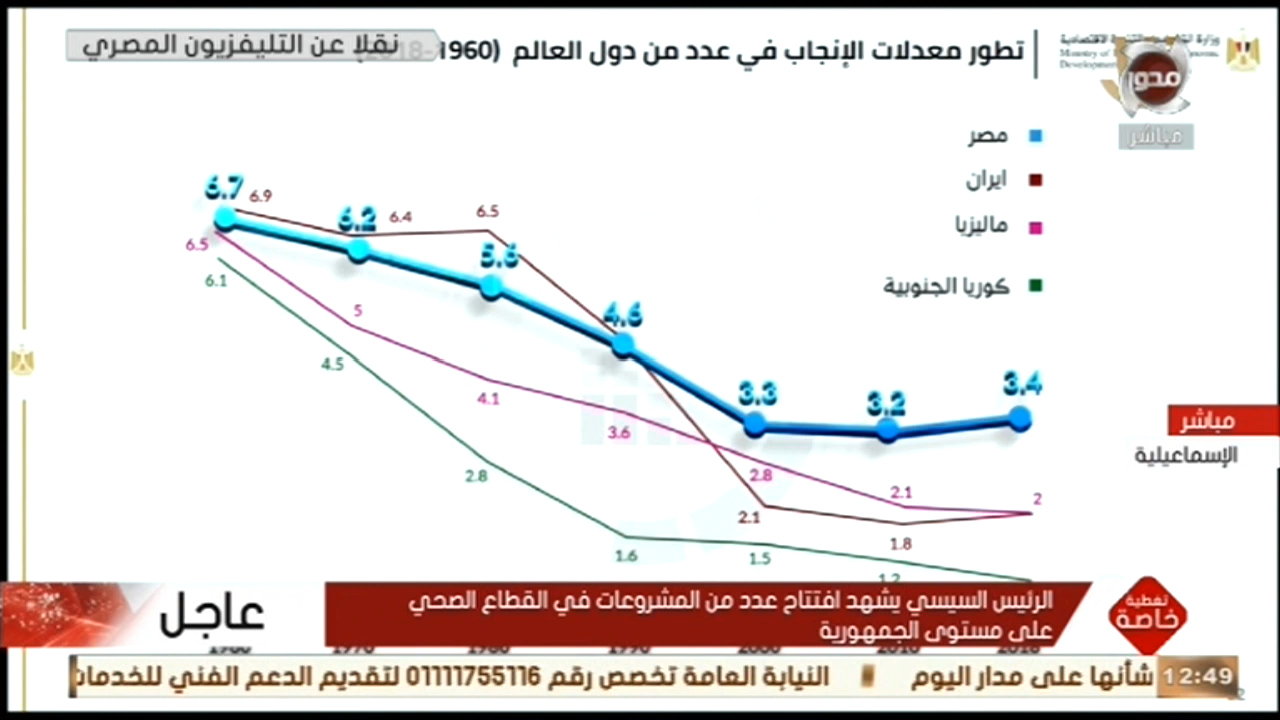 نقلا عن التليفزيون المصري
تطور معدلات الإنجاب في عدد من دول العالم (1960-
Ministry of
Development
محور
مباشر
مصر
ايران
ماليزيا
كوريا الجنوبية
6.7
6.9
6.2
6.4
6.5
5.6
6.5
6.1
5
4.6
4.5
4.1
3.6
3.3
3.2
3.4
2.8
2.8
2.1
2
2.1
1.8
1.6
1.5
1.2
مباشر
الإسماعيلية
تغطية
خاصة
عاجل
الرئيس السيسي يشهد افتتاح عدد من المشروعات في القطاع الصحي
على مستوى الجمهورية
12:49
شأنها على مدار اليوم النيابة العامة تخصص رقم 01111755116 لتقديم الدعم الفني للخدمات